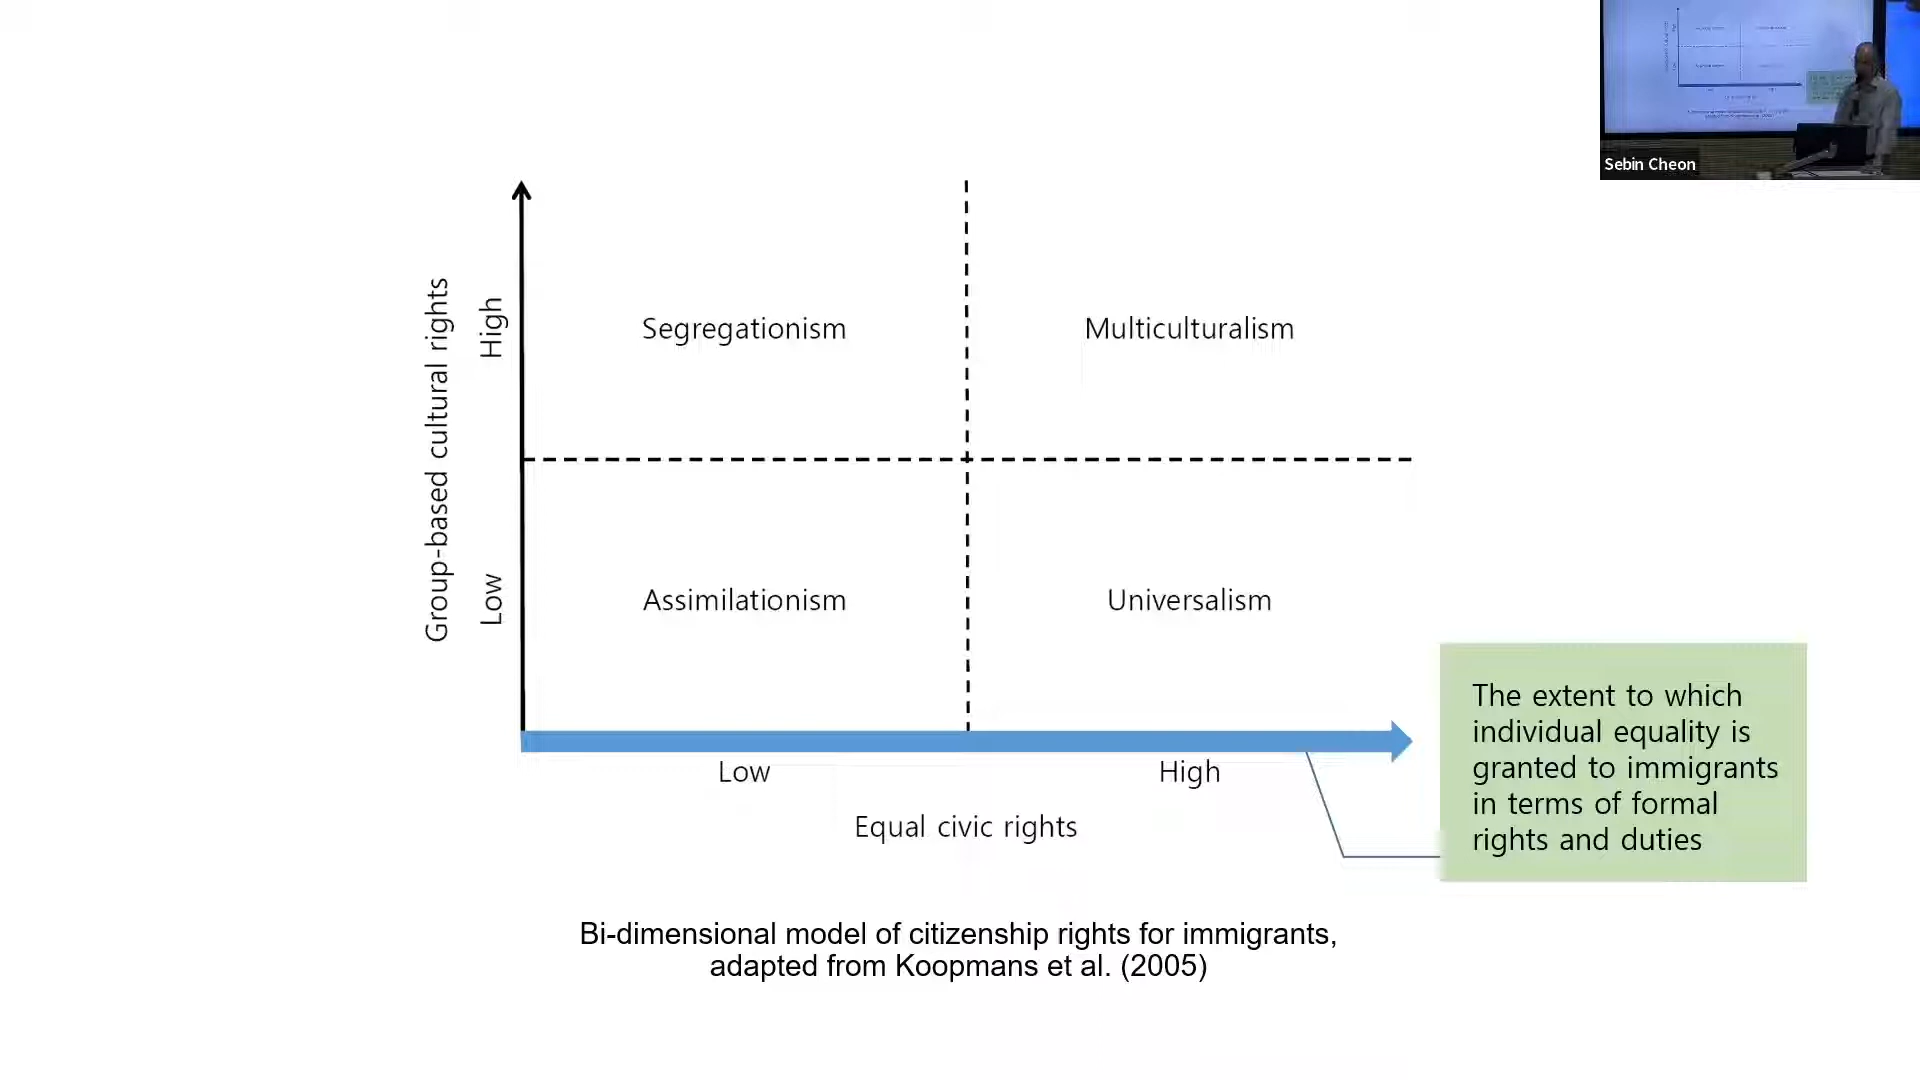 Sebin Cheon
Group-based cultural rights
High
Low
Segregationism
Multiculturalism
Assimilationism
Universalism
Low
High
Equal civic rights
The extent to which
individual equality is
granted to immigrants
in terms of formal
rights and duties
Bi-dimensional model of citizenship rights for immigrants,
adapted from Koopmans et al. (2005)